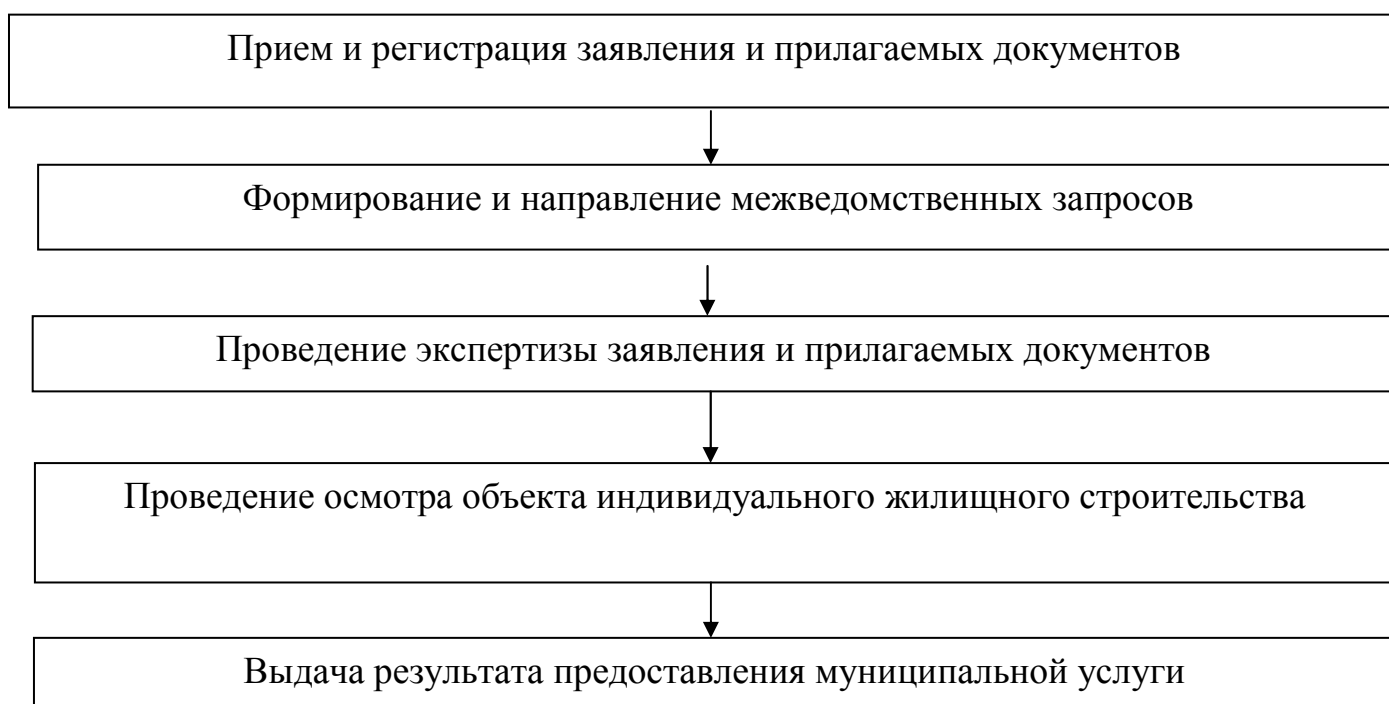 Прием и регистрация заявления и прилагаемых документов
Формирование и направление межведомственных запросов
Проведение экспертизы заявления и прилагаемых документов
Проведение осмотра объекта индивидуального жилищного строительства
Выдача результата предоставления муниципальной услуги